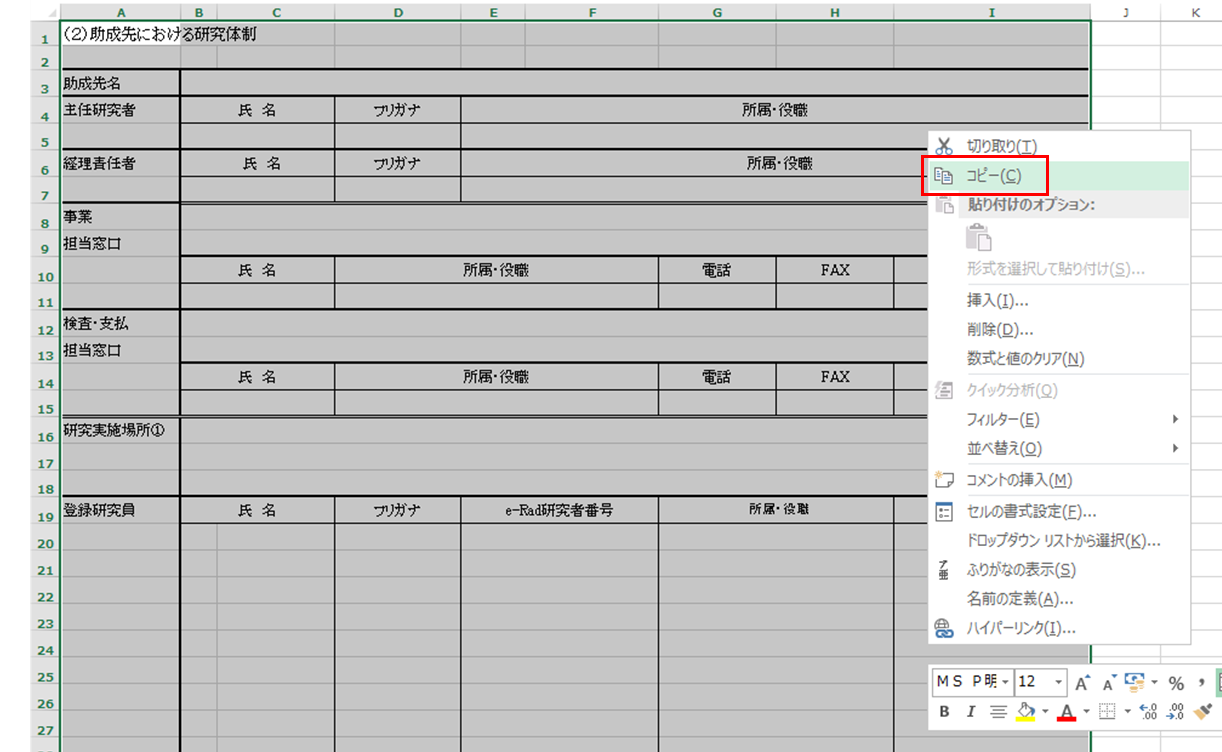 A B C D E F G H I J K
1 (2)助成先における研究体制
2
3 助成先名
4 主任研究者 氏 名 フリガナ 所属・役職
5
6 経理責任者 氏 名 フリガナ 所属・役職
7
8 事業
9 担当窓口
10 氏 名 所属・役職 電話 FAX
11
12 検査・支払
13 担当窓口
14 氏 名 所属・役職 電話 FAX
15
16 研究実施場所①
17
18
19 登録研究員 氏 名 フリガナ e-Rad研究者番号 所属・役職
20
21
22
23
24
25
26
27
切り取り(T)
コピー(C)
貼り付けのオプション:
形式を選択して貼り付け(S)...
挿入(I)...
削除(D)...
数式と値のクリア(N)
クイック分析(Q)
フィルター(E)
並べ替え(O)
コメントの挿入(M)
セルの書式設定(F)...
ドロップダウン リストから選択(K)...
ふりがなの表示(S)
名前の定義(A)...
ハイパーリンク(I)...
ＭＳ Ｐ明 12 A A % ,
B I A .00 .0 .00 .0